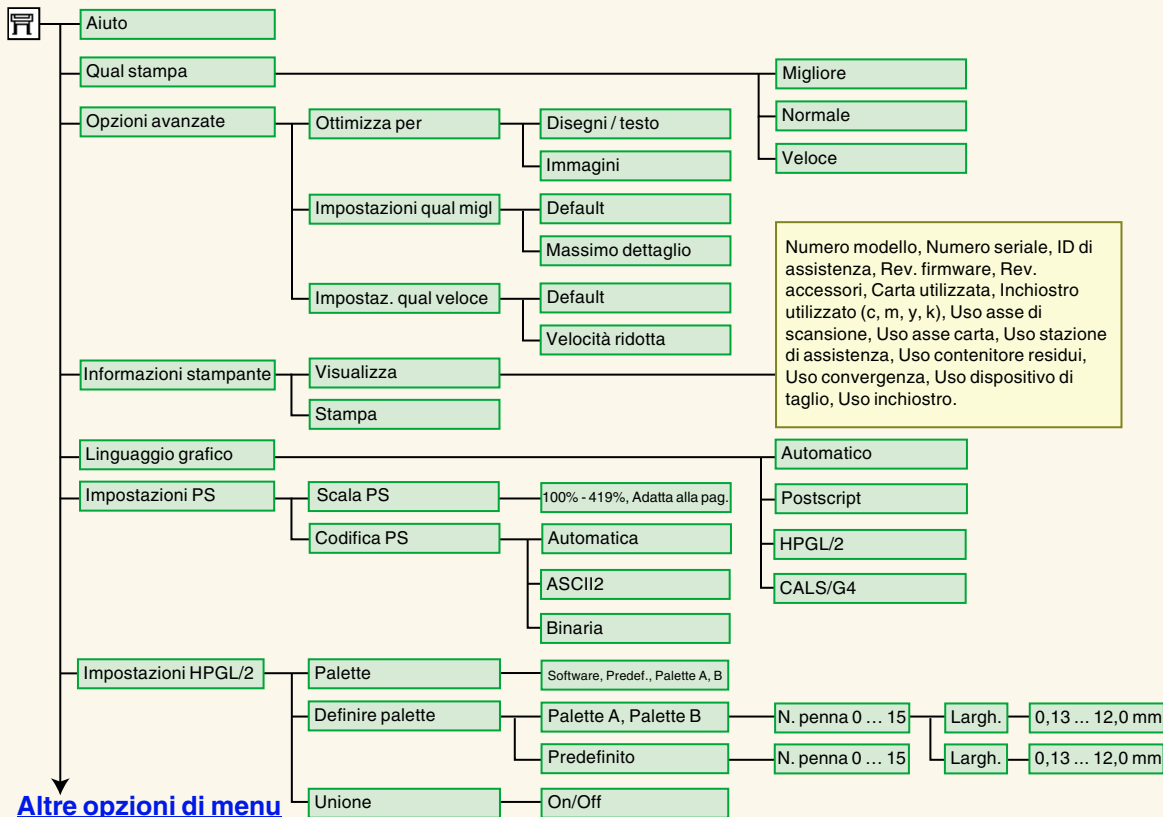 Aiuto
Qual stampa
Migliore
Normale
Veloce
Opzioni avanzate
Ottimizza per
Disegni / testo
Immagini
Impostazioni qual migl
Default
Massimo dettaglio
Impostaz. qual veloce
Default
Velocità ridotta
Informazioni stampante
Visualizza
Numero modello, Numero seriale, ID di
assistenza, Rev. firmware, Rev.
accessori, Carta utilizzata, Inchiostro
utilizzato (c, m, y, k), Uso asse di
scansione, Uso asse carta, Uso stazione
di assistenza, Uso contenitore residui,
Uso convergenza, Uso dispositivo di
taglio, Uso inchiostro.
Stampa
Linguaggio grafico
Automatico
Postscript
HPGL/2
CALS/G4
Impostazioni PS
Scala PS
100% - 419%, Adatta alla pag.
Codifica PS
Automatica
ASCII2
Binaria
Impostazioni HPGL/2
Palette
Software, Predef., Palette A, B
Definire palette
Palette A, Palette B
N. penna 0 ... 15
Largh.
0,13 ... 12,0 mm
Predefinito
N. penna 0 ... 15
Largh.
0,13 ... 12,0 mm
Unione
On/Off
Altre opzioni di menu